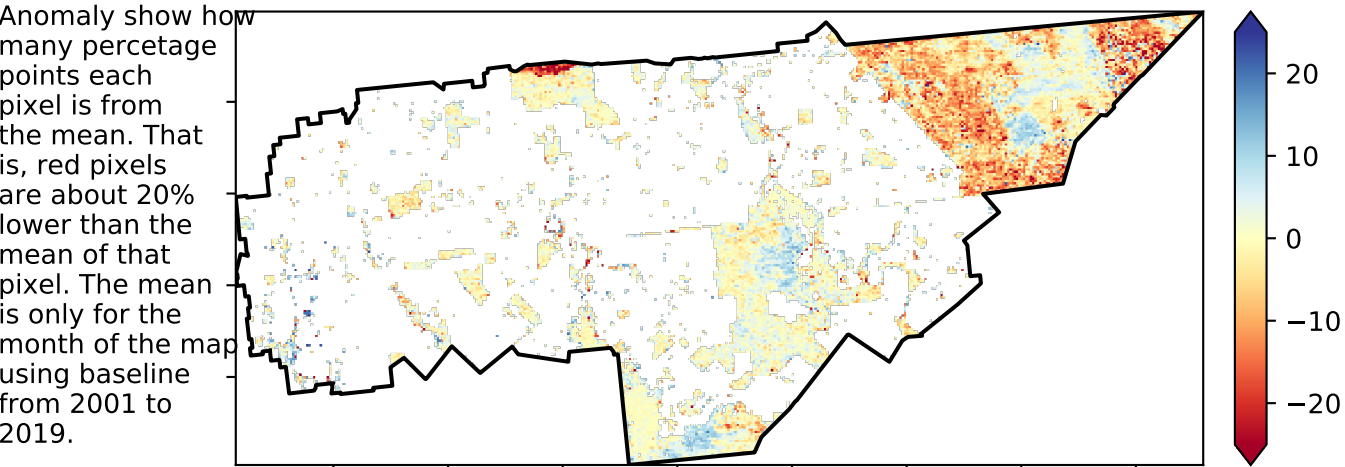 Anomaly show how
many percetage
points each
pixel is from
the mean. That
is, red pixels
are about 20%
lower than the
mean of that
pixel. The mean
is only for the
month of the map
using baseline
from 2001 to
2019.
20
10
0
−10
−20